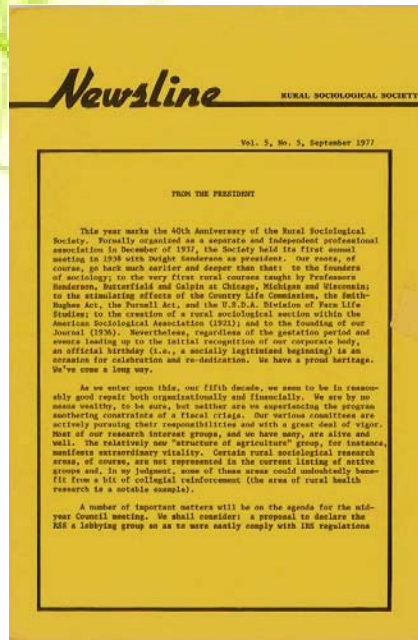 Newsline
RURAL SOCIOLOGICAL SOCIETY
Vol. 5, No. 5, September 1977
FROM THE PRESIDENT
This year marks the 40th Anniversary of the Rural Sociological
Society. Formally organized as a separate and independent professional
association in December of 1937, the Society held its first annual
meeting in 1938 with Dwight Sanderson as president. Our roots, of
course, go back much earlier and deeper than that: to the founders
of sociology; to the very first rural courses taught by Professors
Henderson, Butterfield and Galpin at Chicago, Michigan and Wisconsin;
to the stimulating effects of the Country Life Commission, the Smith-
Hughes Act, the Purnell Act, and the U.S.D.A. Division of Farm Life
Studies; to the creation of a rural sociological section within the
American Sociological Association (1921); and to the founding of our
Journal (1936). Nevertheless, regardless of the gestation period and
events leading up to the initial recognition of our corporate body,
an official birthday (i.e., a socially legitimized beginning) is an
occasion for celebration and re-dedication. We have a proud heritage.
We've come a long way.
As we enter upon this, our fifth decade, we seem to be in reason-
ably good repair both organizationally and financially. We are by no
means wealthy, to be sure, but neither are we experiencing the program
smothering constraints of a fiscal crisis. Our various committees are
actively pursuing their responsibilities and with a great deal of vigor.
Most of our research interest groups, and we have many, are alive and
well. The relatively new "structure of agriculture" group, for instance,
manifests extraordinary vitality. Certain rural sociological research
areas, of course, are not represented in the current listing of active
groups and, in my judgment, some of these areas could undoubtedly bene-
fit from a bit of collegial reinforcement (the area of rural health
research is a notable example).
A number of important matters will be on the agenda for the mid-
year Council meeting. We shall consider: a proposal to declare the
RSS a lobbying group so as to more easily comply with IRS regulations